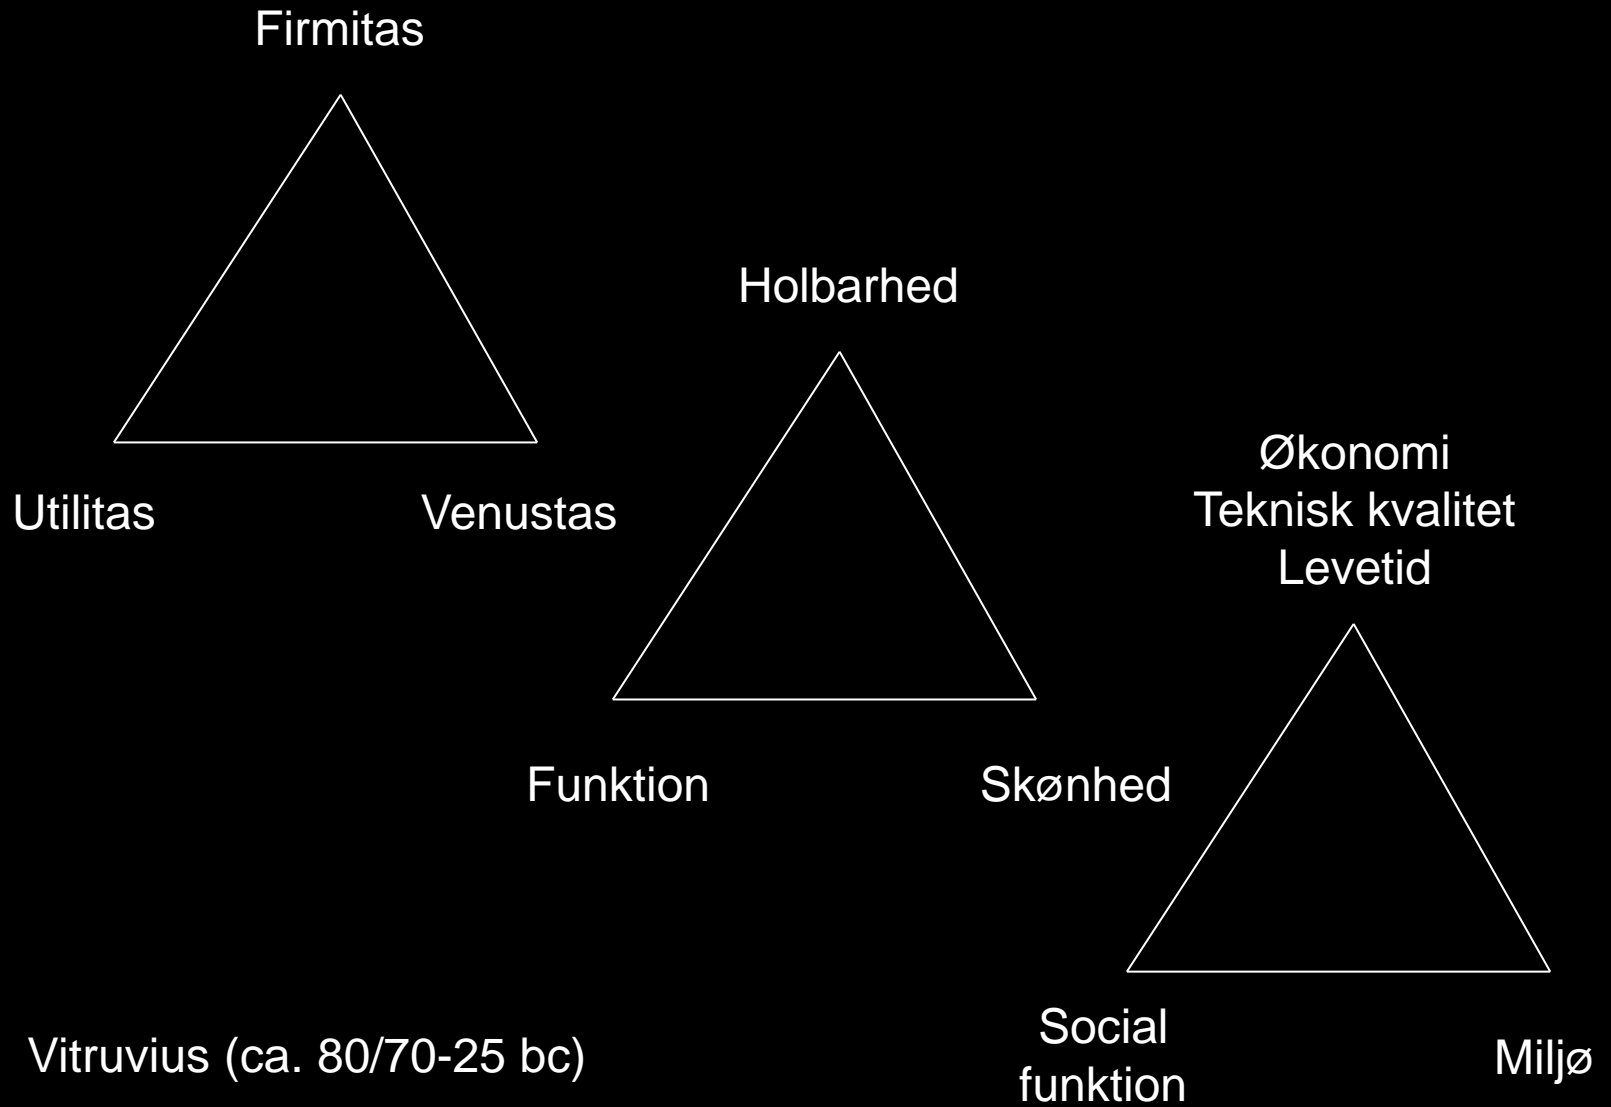 Firmitas
Utilitas
Venustas
Holbarhed
Funktion
Skønhed
Økonomi
Teknisk kvalitet
Levetid
Social
funktion
Miljø
Vitruvius (ca. 80/70-25 bc)